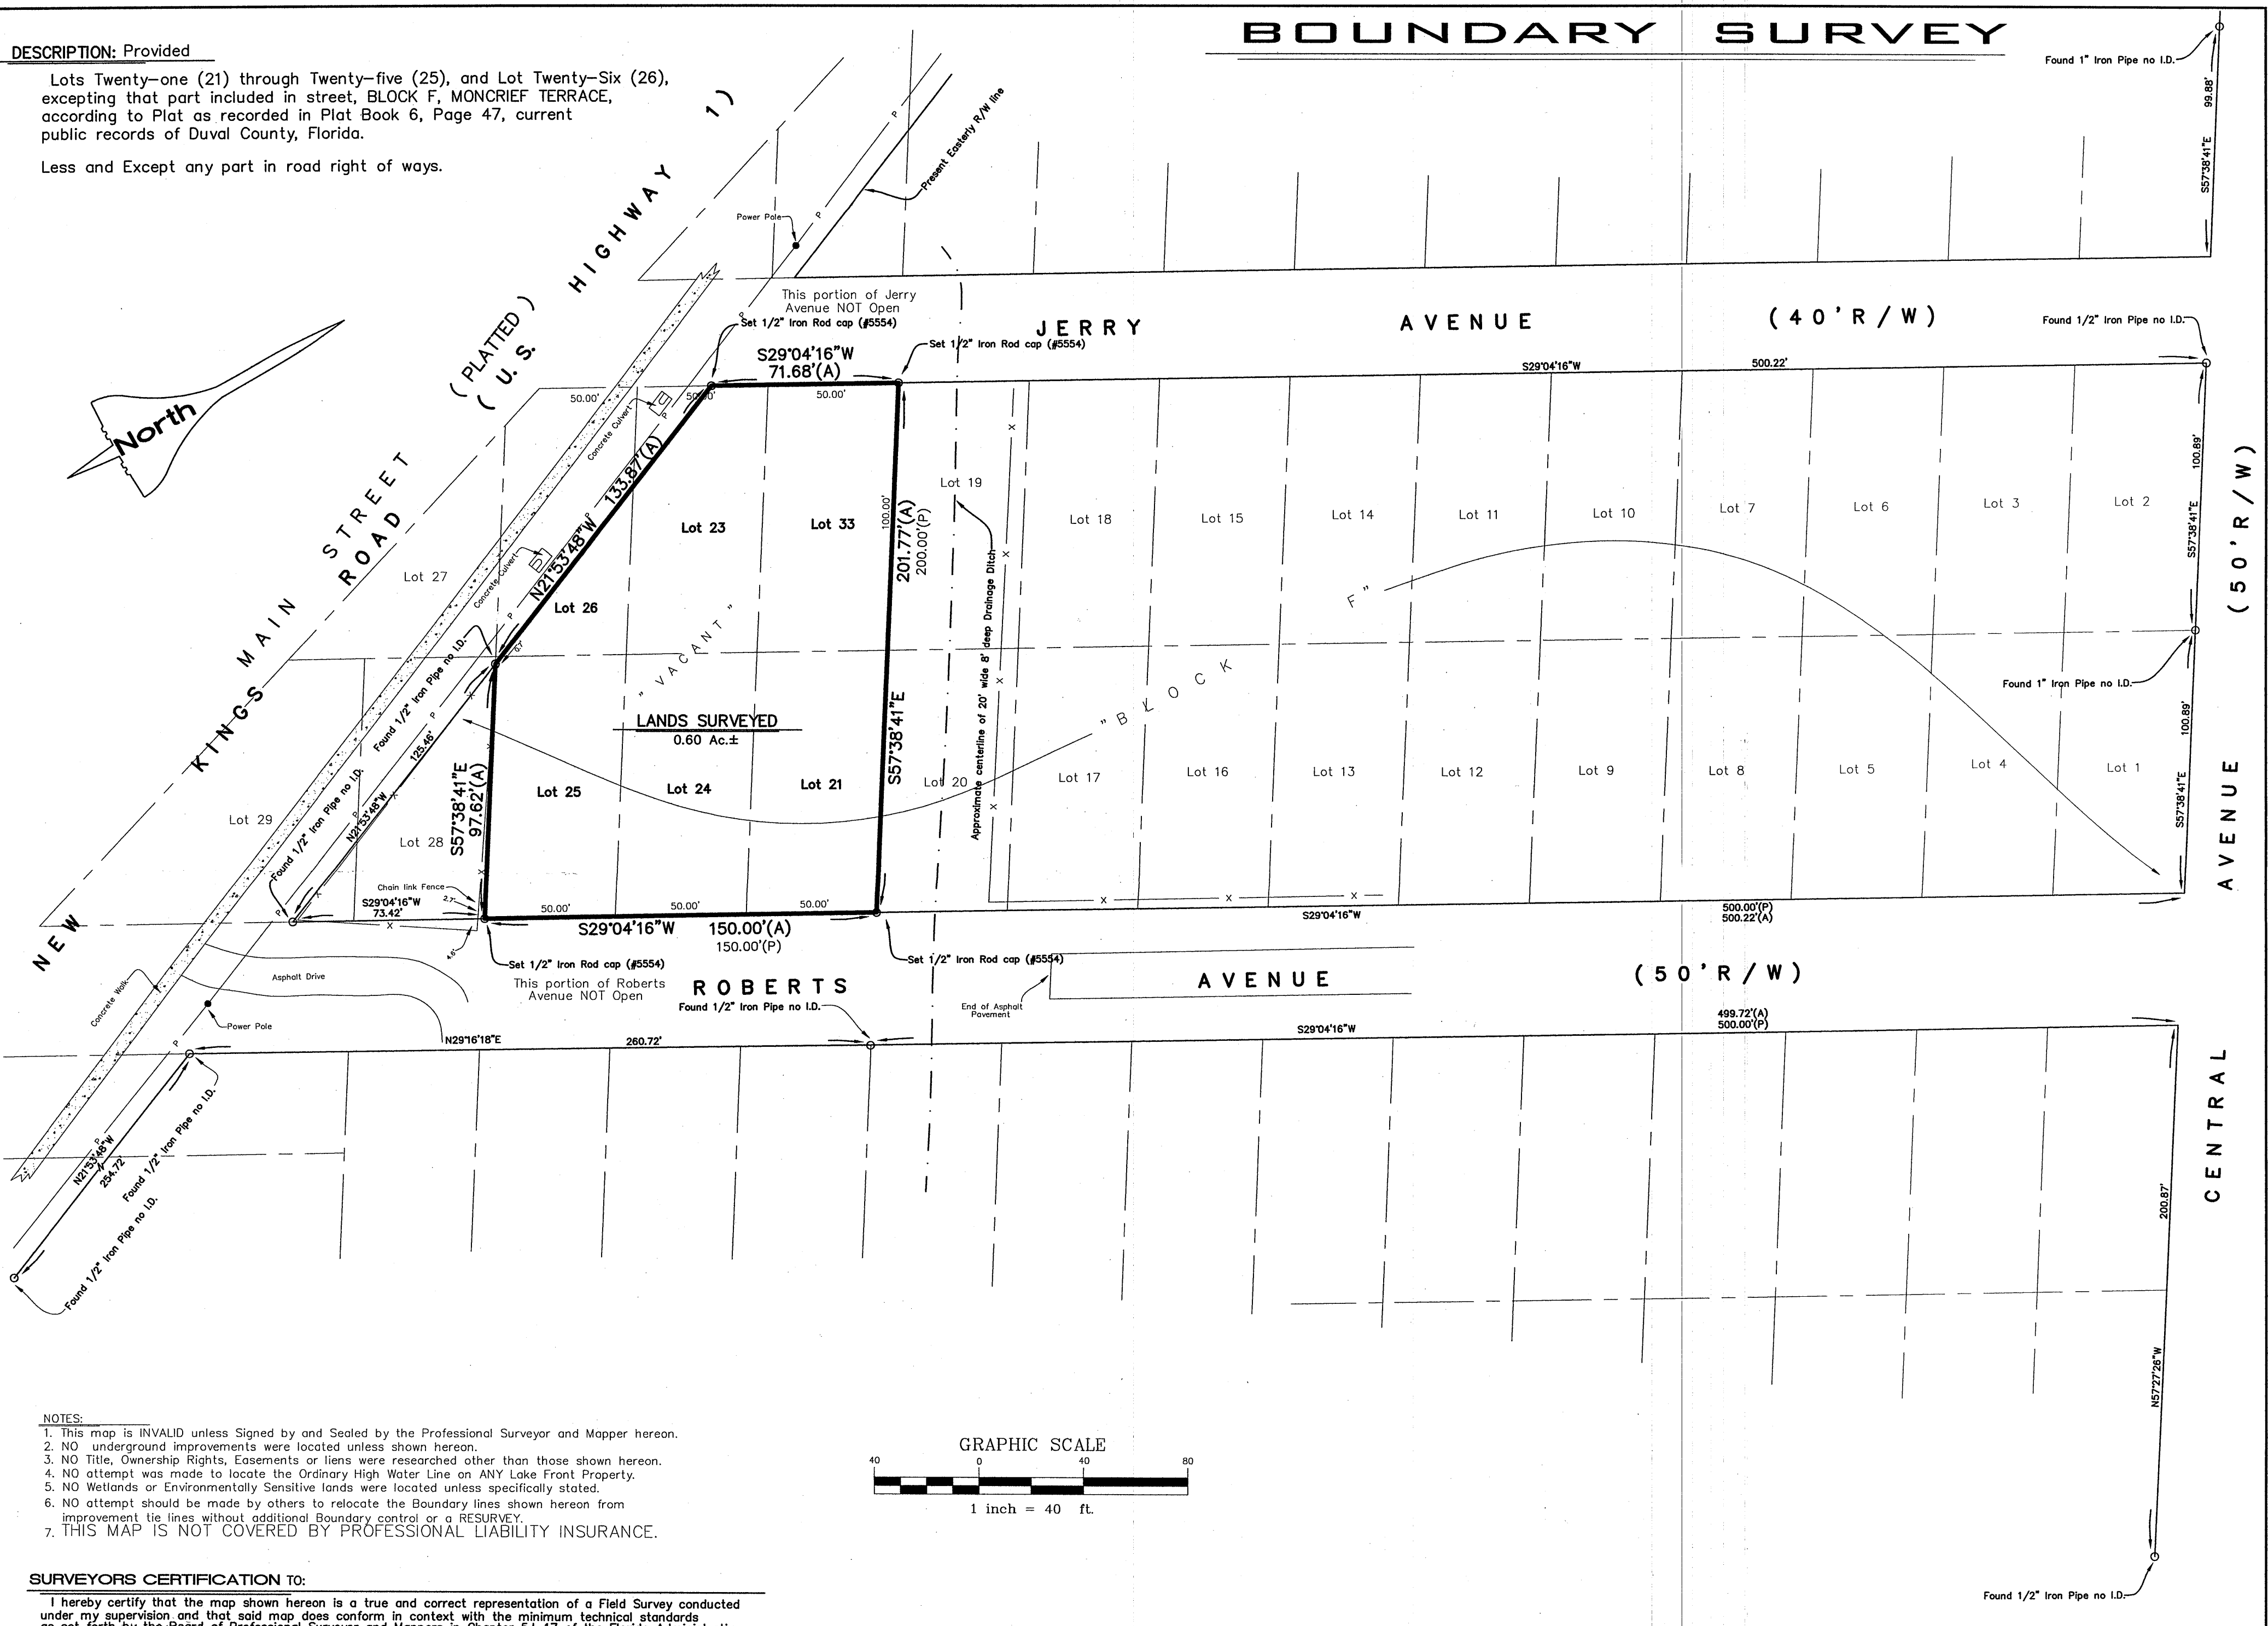 BOUNDARY SURVEY
DESCRIPTION: Provided
Lots Twenty-one (21) through Twenty-five (25), and Lot Twenty-Six (26),
excepting that part included in street, BLOCK F, MONCRIEF TERRACE,
according to Plat as recorded in Plat Book 6, Page 47, current
public records of Duval County, Florida.
Less and Except any part in road right of ways.
Found 1" Iron Pipe no I.D.
99.88'
S57°38'41"E
Present Easterly R/W line
Power Pole
P
P
P
North
(PLATTED)
(U.S. HIGHWAY 1)
MAIN STREET
NEW KINGS ROAD
This portion of Jerry
Avenue NOT Open
Set 1/2" Iron Rod cap (#5554)
JERRY AVENUE (40'R/W)
Found 1/2" Iron Pipe no I.D.
Set 1/2" Iron Rod cap (#5554)
S29°04'16"W
71.68'(A)
S29°04'16"W
500.22'
50.00'
50.00'
50.00'
Concrete Culvert
133.87'(A)
N21°53'48"W
Concrete Culvert
P
P
P
Lot 27
Lot 26
Lot 23
Lot 33
100.00'
201.77'(A)
200.00'(P)
S57°38'41"E
Lot 19
Lot 18
Lot 15
Lot 14
Lot 11
Lot 10
Lot 7
Lot 6
Lot 3
Lot 2
100.89'
S57°38'41"E
(50'R/W)
"VACANT"
"BLOCK F"
Approximate centerline of 20' wide 8' deep Drainage Ditch
X
X
X
X
X
Found 1" Iron Pipe no I.D.
LANDS SURVEYED
0.60 Ac.±
Found 1/2" Iron Pipe no I.D.
125.46'
N21°53'48"W
Found 1/2" Iron Pipe no I.D.
Lot 29
Lot 28
S57°38'41"E
97.62'(A)
Lot 25
Lot 24
Lot 21
Lot 20
Lot 17
Lot 16
Lot 13
Lot 12
Lot 9
Lot 8
Lot 5
Lot 4
Lot 1
100.89'
S57°38'41"E
Chain link Fence
2.7'
S29°04'16"W
73.42'
X
4.6'
50.00'
50.00'
50.00'
X
X
X
S29°04'16"W 150.00'(A)
150.00'(P)
S29°04'16"W
500.00'(P)
500.22'(A)
Set 1/2" Iron Rod cap (#5554)
Set 1/2" Iron Rod cap (#5554)
This portion of Roberts
Avenue NOT Open
ROBERTS AVENUE (50'R/W)
Found 1/2" Iron Pipe no I.D.
End of Asphalt
Pavement
Asphalt Drive
Concrete Walk
Power Pole
P
N29°16'18"E
260.72'
S29°04'16"W
499.72'(A)
500.00'(P)
CENTRAL AVENUE
N21°53'48"W
254.72'
Found 1/2" Iron Pipe no I.D.
Found 1/2" Iron Pipe no I.D.
200.87'
N57°27'26"W
Found 1/2" Iron Pipe no I.D.
NOTES:
1. This map is INVALID unless Signed by and Sealed by the Professional Surveyor and Mapper hereon.
2. NO underground improvements were located unless shown hereon.
3. NO Title, Ownership Rights, Easements or liens were researched other than those shown hereon.
4. NO attempt was made to locate the Ordinary High Water Line on ANY Lake Front Property.
5. NO Wetlands or Environmentally Sensitive lands were located unless specifically stated.
6. NO attempt should be made by others to relocate the Boundary lines shown hereon from
improvement tie lines without additional Boundary control or a RESURVEY.
7. THIS MAP IS NOT COVERED BY PROFESSIONAL LIABILITY INSURANCE.
GRAPHIC SCALE
40 0 40 80
1 inch = 40 ft.
SURVEYORS CERTIFICATION TO:
I hereby certify that the map shown hereon is a true and correct representation of a Field Survey conducted
under my supervision and that said map does conform in context with the minimum technical standards